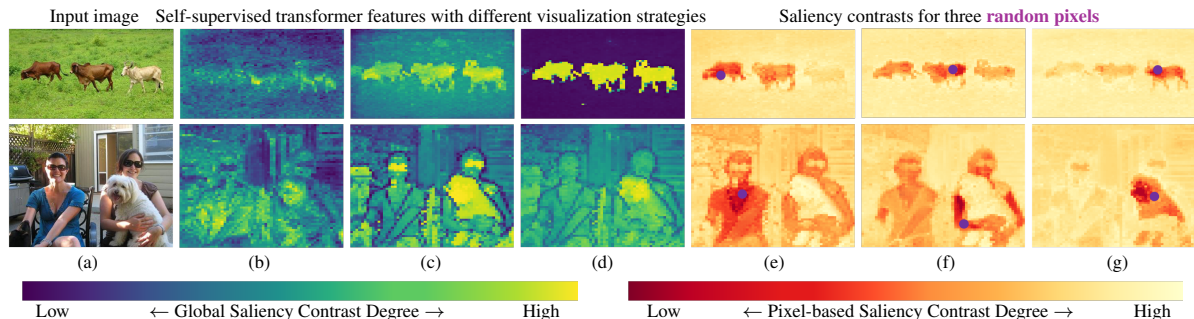 Input image
Self-supervised transformer features with different visualization strategies
Saliency contrasts for three random pixels
(a)
(b)
(c)
(d)
(e)
(f)
(g)
Low
← Global Saliency Contrast Degree →
High
Low
← Pixel-based Saliency Contrast Degree →
High